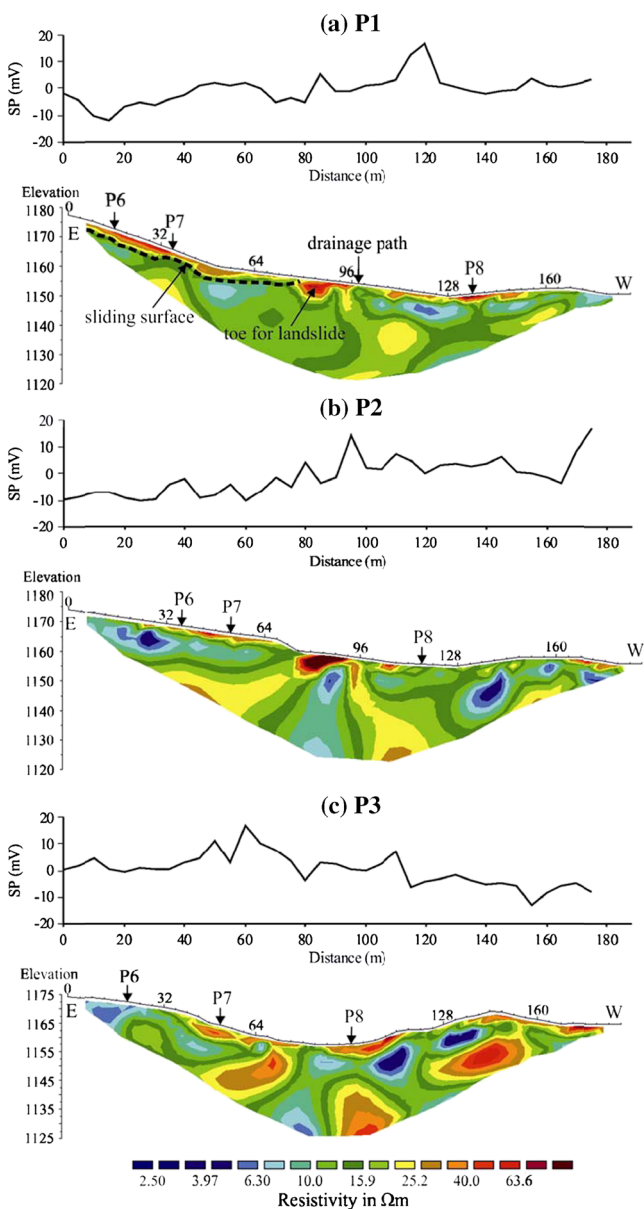 (a) P1
20
10
0
-10
-20
SP (mV)
0 20 40 60 80 100 120 140 160 180
Distance (m)
Elevation
1180
1170
1160
1150
1140
1130
1120
0 32 64 96 128 160
E
P6
P7
drainage path
P8
W
sliding surface
toe for landslide
(b) P2
20
10
0
-10
-20
SP (mV)
0 20 40 60 80 100 120 140 160 180
Distance (m)
Elevation
1180
1170
1160
1150
1140
1130
1120
0 32 64 96 128 160
E
P6
P7
P8
W
(c) P3
20
10
0
-10
-20
SP (mV)
0 20 40 60 80 100 120 140 160 180
Distance (m)
Elevation
1175
1165
1155
1145
1135
1125
0 32 64 128 160
E
P6
P7
P8
W
2.50 3.97 6.30 10.0 15.9 25.2 40.0 63.6
Resistivity in Ωm